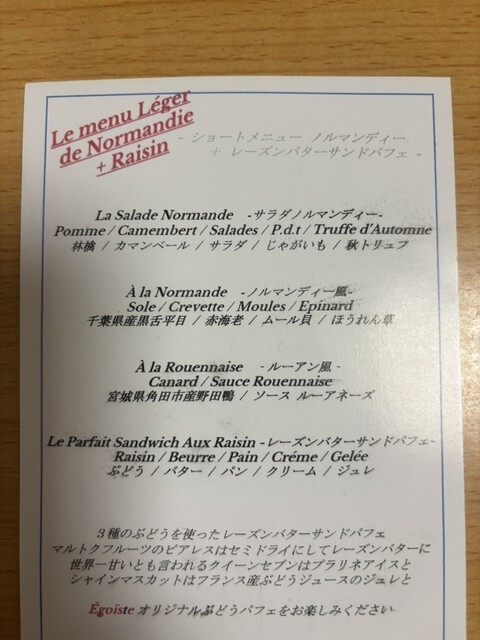 Le menu Léger
de Normandie
+ Raisin
- ショートメニュー ノルマンディー
+ レーズンバターサンドパフェ -
La Salade Normande -サラダノルマンディー-
Pomme / Camembert / Salades / P.d.t / Truffe d'Automne
林檎 / カマンベール / サラダ / じゃがいも / 秋トリュフ
À la Normande -ノルマンディー風-
Sole / Crevette / Moules / Epinard
千葉県産黒舌平目 / 赤海老 / ムール貝 / ほうれん草
À la Rouennaise -ルーアン風-
Canard / Sauce Rouennaise
宮城県角田市産野田鴨 / ソース ルーアネーズ
Le Parfait Sandwich Aux Raisin -レーズンバターサンドパフェ-
Raisin / Beurre / Pain / Créme / Gelée
ぶどう / バター / パン / クリーム / ジュレ
３種のぶどうを使ったレーズンバターサンドパフェ
マルトクフルーツのピアレスはセミドライにしてレーズンバターに
世界一甘いとも言われるクイーンセブンはプラリネアイスと
シャインマスカットはフランス産ぶどうジュースのジュレと
Égoïste オリジナルぶどうパフェをお楽しみください